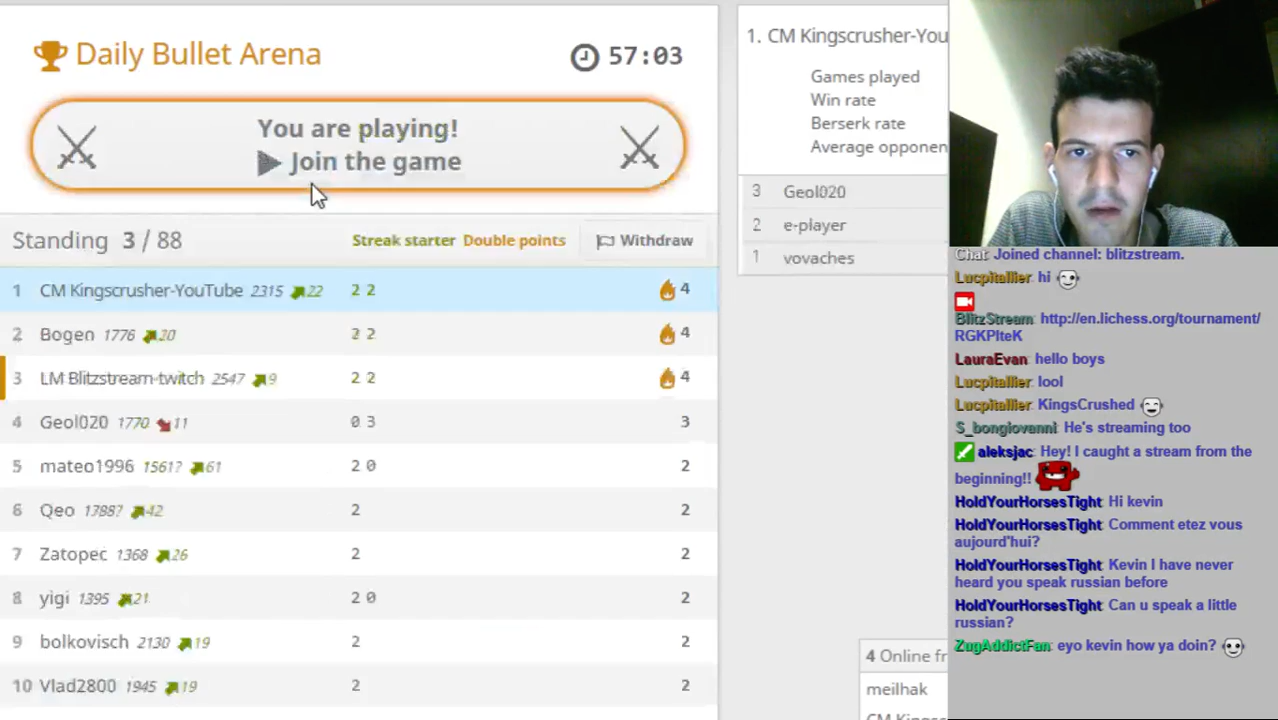 Daily Bullet Arena
57:03
You are playing!
Join the game
Standing 3 / 88
Streak starter Double points
Withdraw
1 CM Kingscrusher-YouTube 2315 22 2 2 4
2 Bogen 1776 20 2 2 4
3 LM Blitzstream-twitch 2547 9 2 2 4
4 Geol020 1770 11 0 3 3
5 mateo1996 1561? 61 2 0 2
6 Qeo 1788? 42 2 2
7 Zatopec 1368 26 2 2
8 yigi 1395 21 2 0 2
9 bolkovisch 2130 19 2 2
10 Vlad2800 1945 19 2 2
1. CM Kingscrusher-You
Games played
Win rate
Berserk rate
Average opponen
3 Geol020
2 e-player
1 vovaches
4 Online fr
meilhak
CM Kings
Chat: Joined channel: blitzstream.
Lucpitallier: hi
BlitzStream: http://en.lichess.org/tournament/
RGKPIteK
LauraEvan: hello boys
Lucpitallier: lool
Lucpitallier: KingsCrushed
S_bongiovanni: He's streaming too
aleksjac: Hey! I caught a stream from the
beginning!!
HoldYourHorsesTight: Hi kevin
HoldYourHorsesTight: Comment etez vous
aujourd'hui?
HoldYourHorsesTight: Kevin I have never
heard you speak russian before
HoldYourHorsesTight: Can u speak a little
russian?
ZugAddictFan: eyo kevin how ya doin?